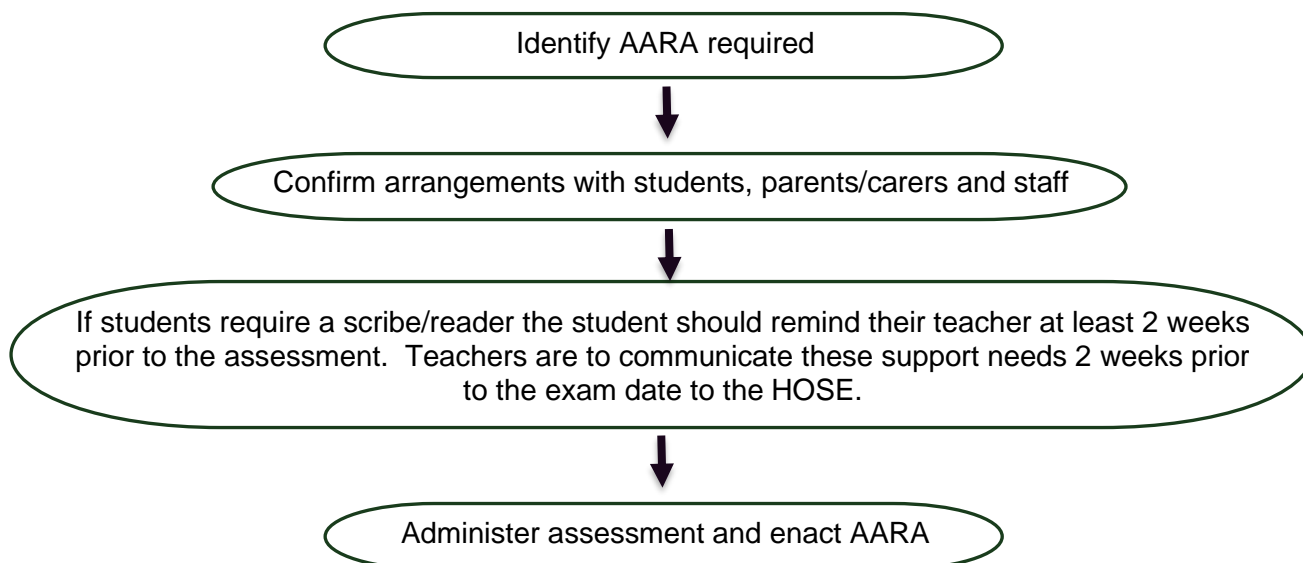 Identify AARA required
Confirm arrangements with students, parents/carers and staff
If students require a scribe/reader the student should remind their teacher at least 2 weeks
prior to the assessment.  Teachers are to communicate these support needs 2 weeks prior
to the exam date to the HOSE.
Administer assessment and enact AARA